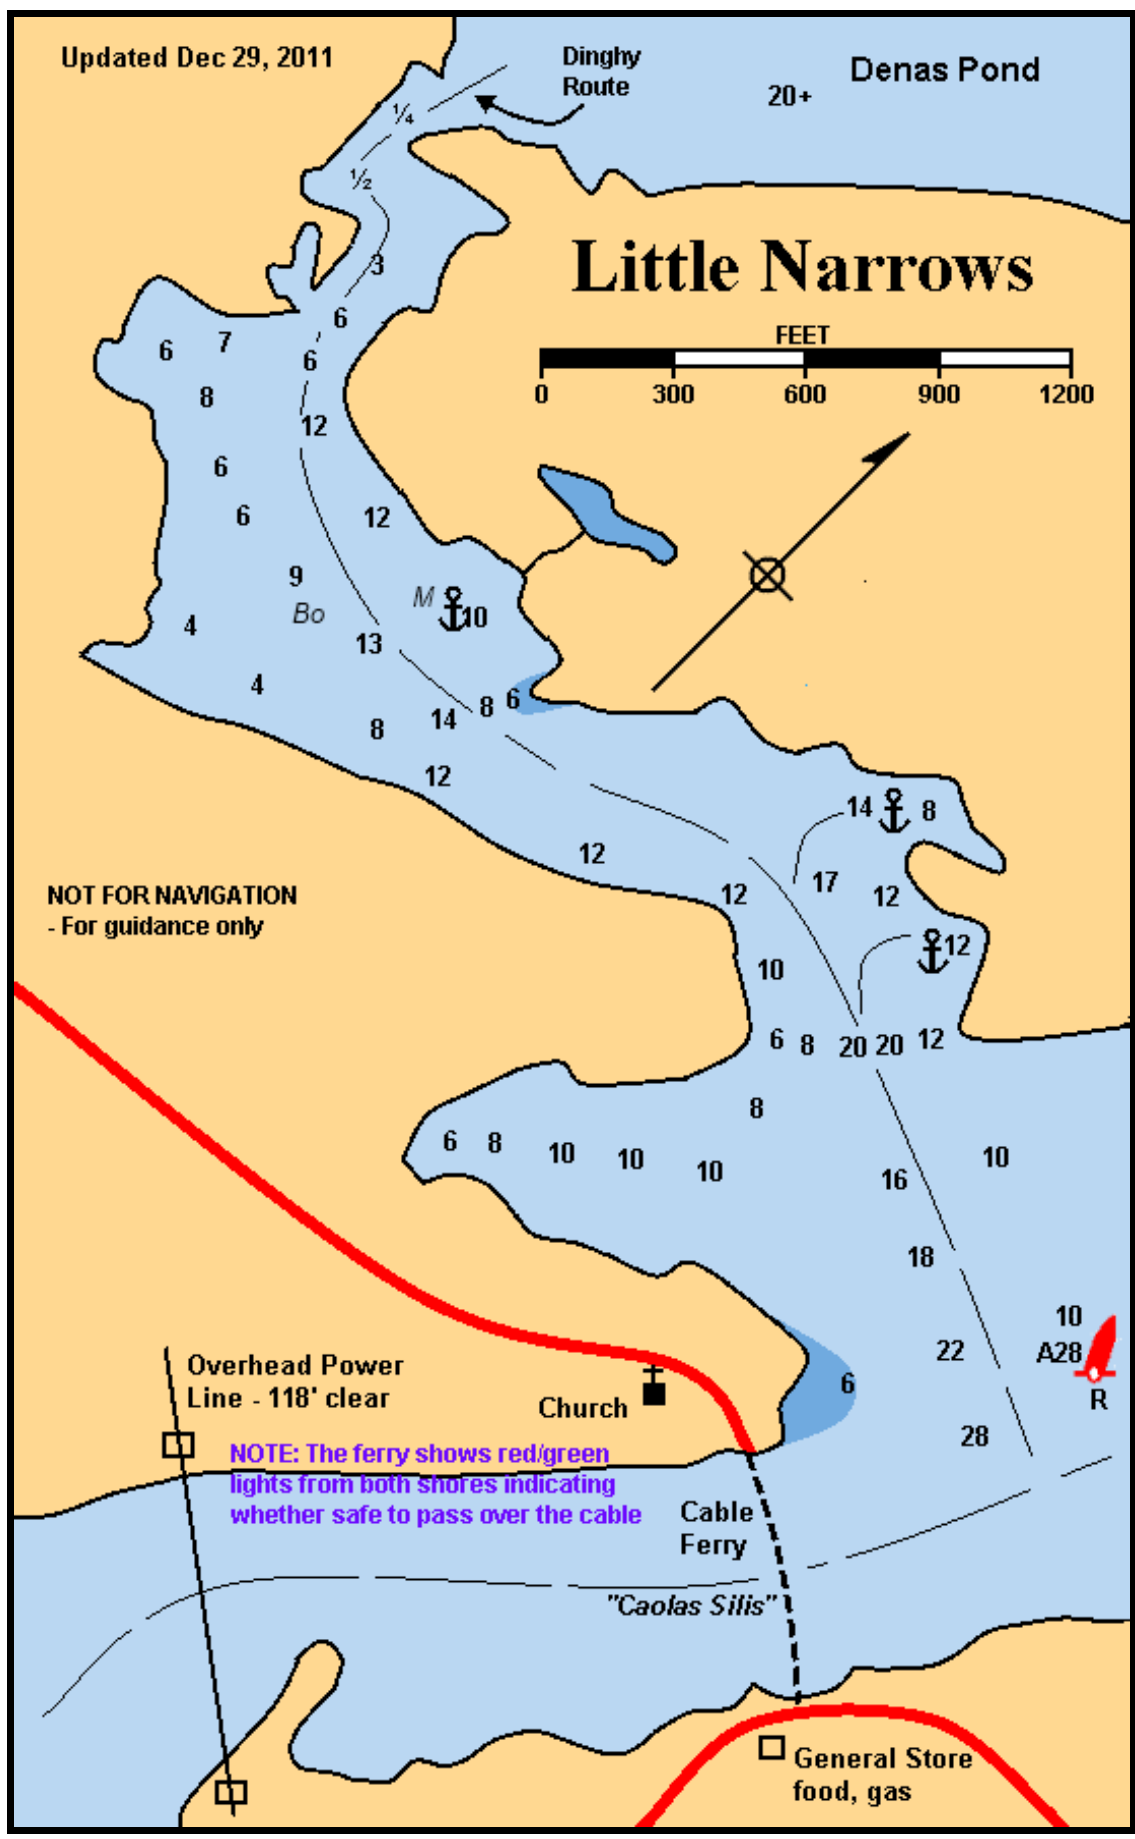 Updated Dec 29, 2011
Dinghy
Route
Denas Pond
20+
¼
½
Little Narrows
3
6
FEET
0 300 600 900 1200
6 7 6
8
12
6
6 12
9
M 10
Bo
4
13
4
8 6
14
8
12
14 8
12
17
12 12
NOT FOR NAVIGATION
- For guidance only
12
10
6 8 20 20 12
8
6 8 10 10 10
10
16
18
10
22 A28
R
6
Overhead Power
Line - 118' clear
Church
28
NOTE: The ferry shows red/green
lights from both shores indicating
whether safe to pass over the cable
Cable
Ferry
"Caolas Silis"
General Store
food, gas